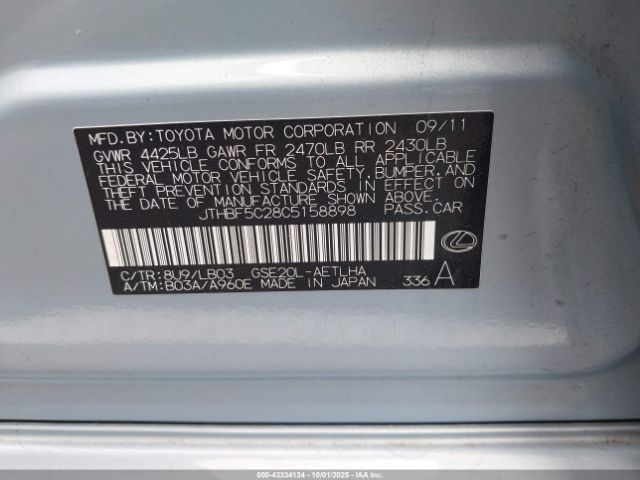 MFD.BY:TOYOTA MOTOR CORPORATION 09/11
GVWR 4425LB GAWR FR 2470LB RR 2430LB
THIS VEHICLE CONFORMS TO ALL APPLICABLE
FEDERAL MOTOR VEHICLE SAFETY,BUMPER,AND
THEFT PREVENTION STANDARDS IN EFFECT ON
THE DATE OF MANUFACTURE SHOWN ABOVE.
JTHBF5C28C5158898 PASS.CAR
C/TR:8U9/LB03 GSE20L-AETLHA
A/TM:B03A/A960E MADE IN JAPAN 336 A
000-43334134 - 10/01/2025 - IAAI.COM